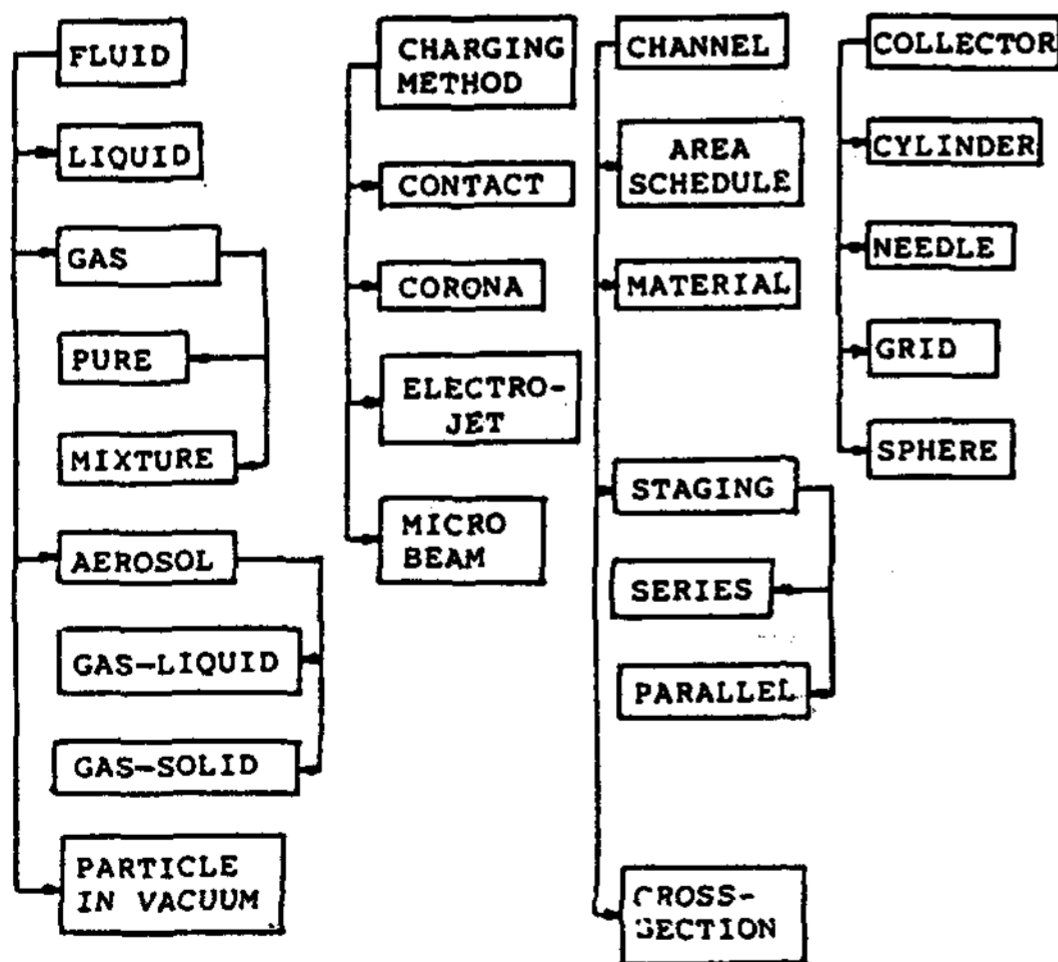 FLUID
LIQUID
GAS
PURE
MIXTURE
AEROSOL
GAS-LIQUID
GAS-SOLID
PARTICLE
IN VACUUM
CHARGING
METHOD
CONTACT
CORONA
ELECTRO-
JET
MICRO
BEAM
CHANNEL
AREA
SCHEDULE
MATERIAL
STAGING
SERIES
PARALLEL
CROSS-
SECTION
COLLECTOR
CYLINDER
NEEDLE
GRID
SPHERE